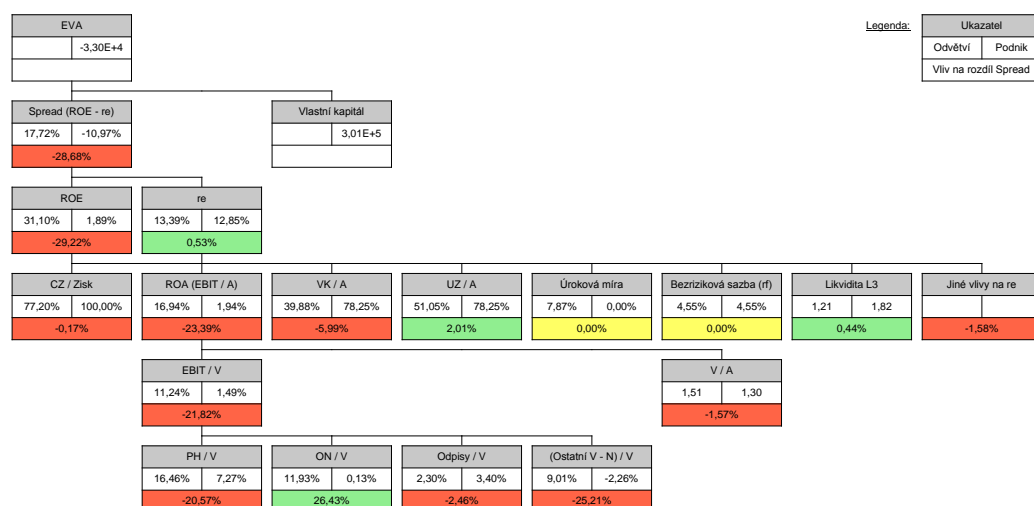 EVA
-3,30E+4
Legenda:
Ukazatel
Odvětví Podnik
Vliv na rozdíl Spread
Spread (ROE - re)
17,72% -10,97%
-28,68%
Vlastní kapitál
3,01E+5
ROE
31,10% 1,89%
-29,22%
re
13,39% 12,85%
0,53%
CZ / Zisk
77,20% 100,00%
-0,17%
ROA (EBIT / A)
16,94% 1,94%
-23,39%
VK / A
39,88% 78,25%
-5,99%
UZ / A
51,05% 78,25%
2,01%
Úroková míra
7,87% 0,00%
0,00%
Bezriziková sazba (rf)
4,55% 4,55%
0,00%
Likvidita L3
1,21 1,82
0,44%
Jiné vlivy na re
-1,58%
EBIT / V
11,24% 1,49%
-21,82%
V / A
1,51 1,30
-1,57%
PH / V
16,46% 7,27%
-20,57%
ON / V
11,93% 0,13%
26,43%
Odpisy / V
2,30% 3,40%
-2,46%
(Ostatní V - N) / V
9,01% -2,26%
-25,21%